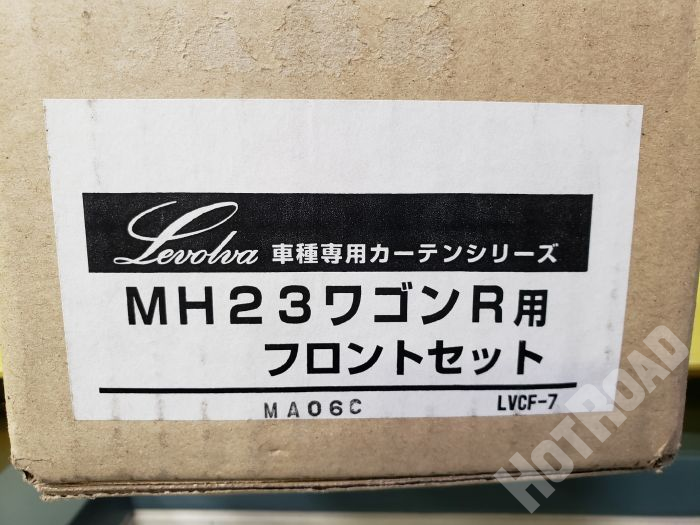 Levolva 車種専用カーテンシリーズ
MH23ワゴンR用
フロントセット
MA06C LVCF-7
HOTROAD